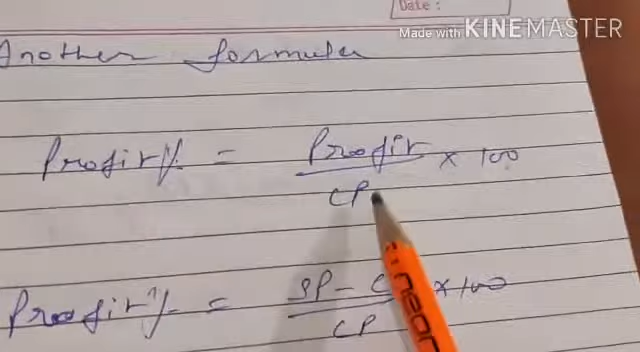 Date:
Made with KINEMASTER
Another formula
Profit % = Profit / CP × 100
Profit % = SP - C / CP × 100
neon